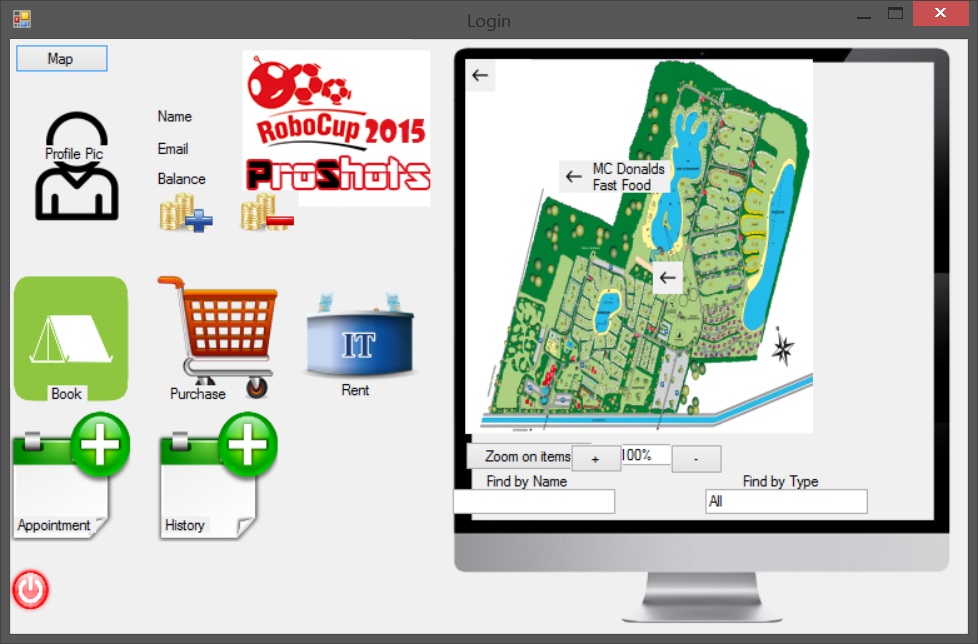 Login
Map
Profile Pic
Name
Email
Balance
RoboCup 2015
ProShots
MC Donalds
Fast Food
Book
Purchase
IT
Rent
Appointment
History
Zoom on items
+
100%
-
Find by Name
Find by Type
All